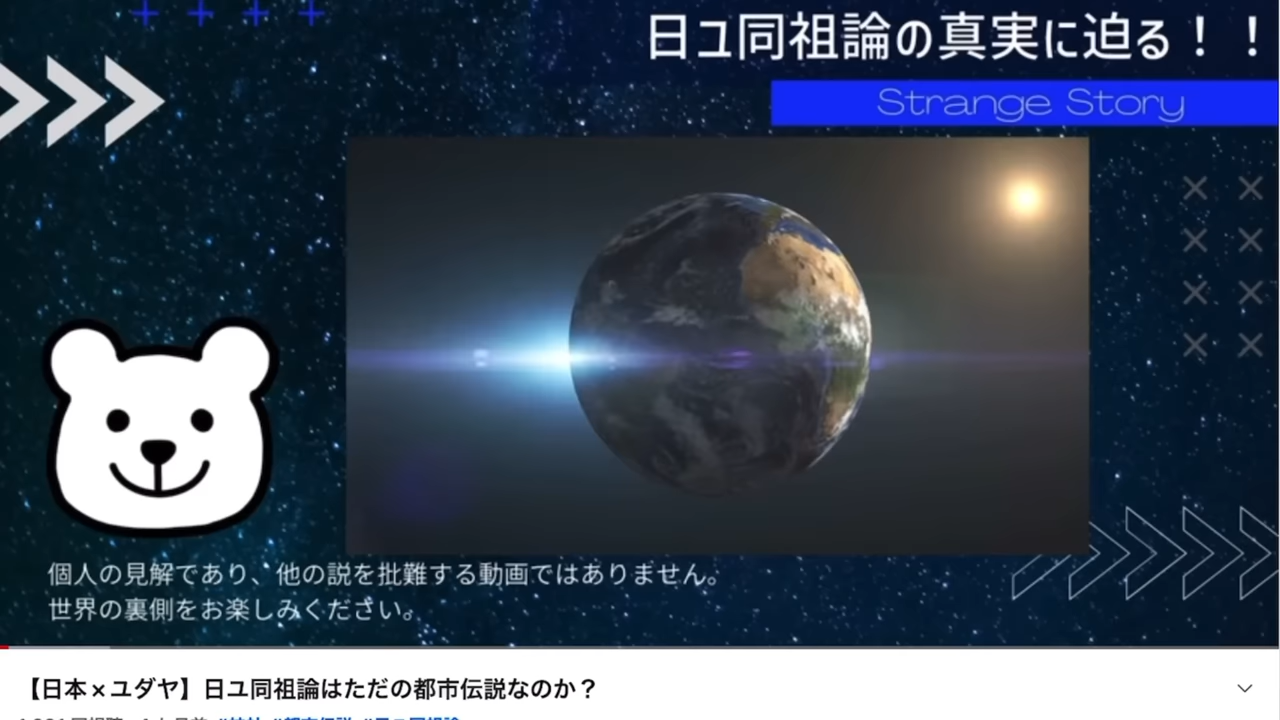 日ユ同祖論の真実に迫る！！
Strange Story
個人の見解であり、他の説を批難する動画ではありません。
世界の裏側をお楽しみください。
【日本×ユダヤ】日ユ同祖論はただの都市伝説なのか？